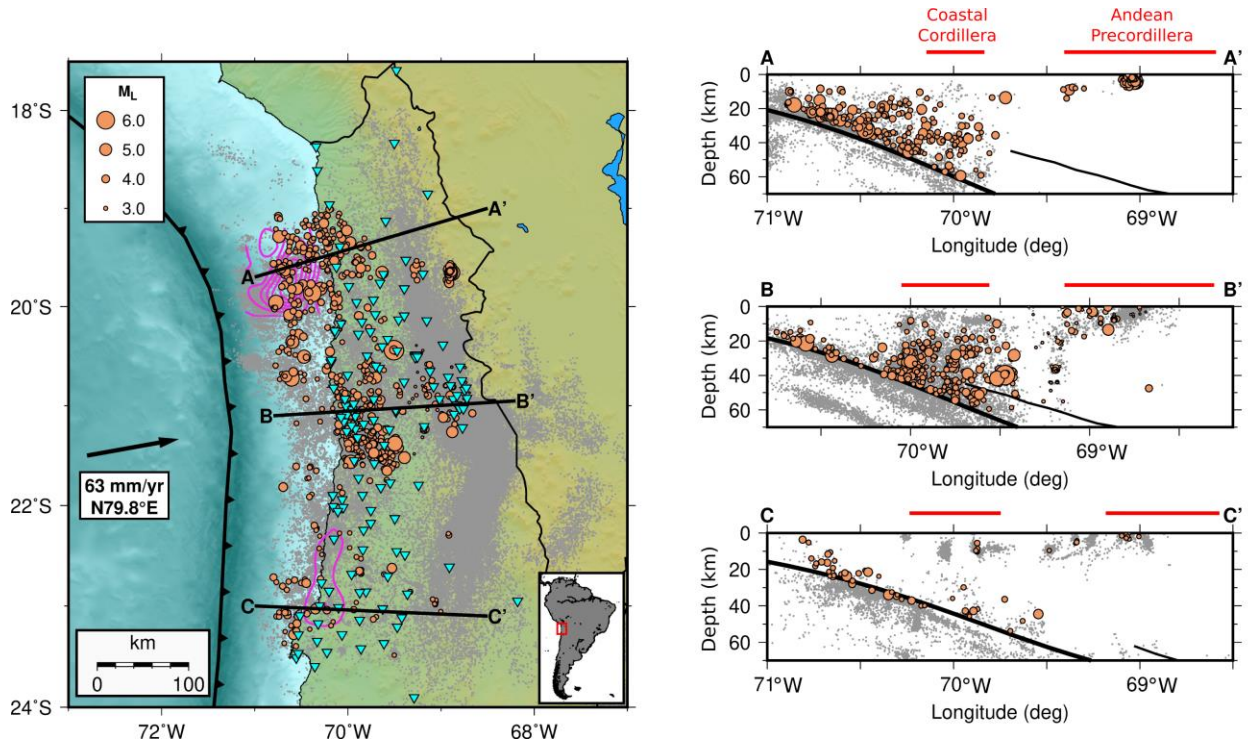 Coastal
Cordillera
Andean
Precordillera
M_L
6.0
5.0
4.0
3.0
18°S
20°S
22°S
24°S
72°W
70°W
68°W
A
A'
B
B'
C
C'
63 mm/yr
N79.8°E
km
0 100
A
A'
Depth (km)
0
20
40
60
71°W
70°W
69°W
Longitude (deg)
B
B'
Depth (km)
0
20
40
60
70°W
69°W
Longitude (deg)
C
C'
Depth (km)
0
20
40
60
71°W
70°W
69°W
Longitude (deg)